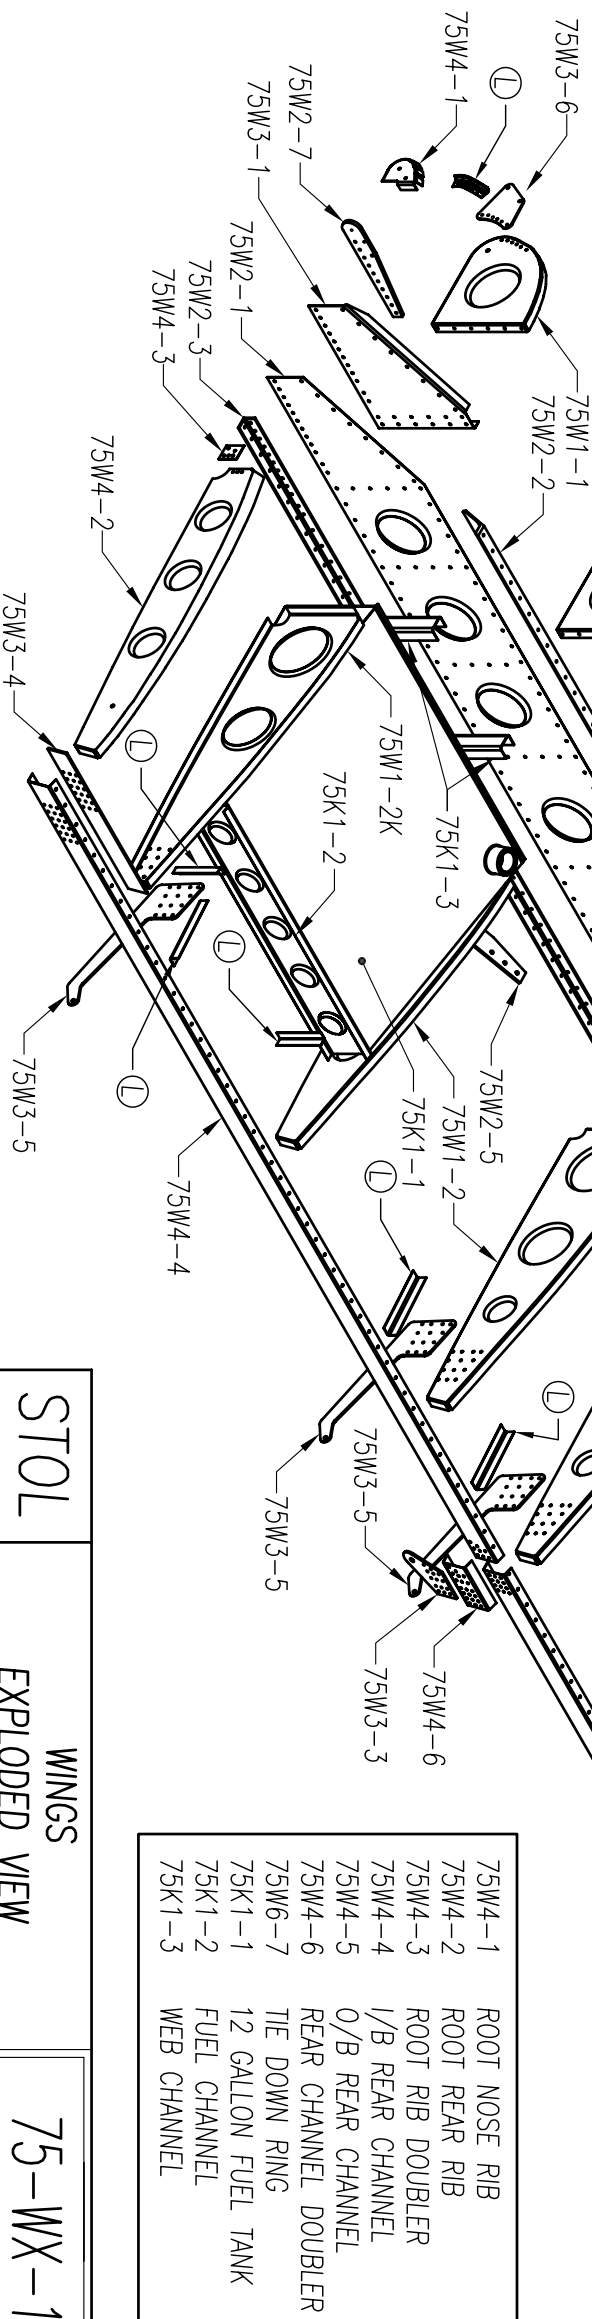 75W3-6
L
75W4-1
75W2-7
75W3-1
75W1-1
75W2-2
75W2-1
75W2-3
75W4-3
75W4-2
75W3-4
L
75W1-2K
75K1-2
75K1-3
L
75W3-5
L
75W4-4
75W2-5
75W1-2
75K1-1
L
L
75W3-5
75W3-5
75W4-6
75W3-3
75W4-1 ROOT NOSE RIB
75W4-2 ROOT REAR RIB
75W4-3 ROOT RIB DOUBLER
75W4-4 I/B REAR CHANNEL
75W4-5 O/B REAR CHANNEL
75W4-6 REAR CHANNEL DOUBLER
75W6-7 TIE DOWN RING
75K1-1 12 GALLON FUEL TANK
75K1-2 FUEL CHANNEL
75K1-3 WEB CHANNEL
STOL
WINGS
EXPLODED VIEW
75-WX-1